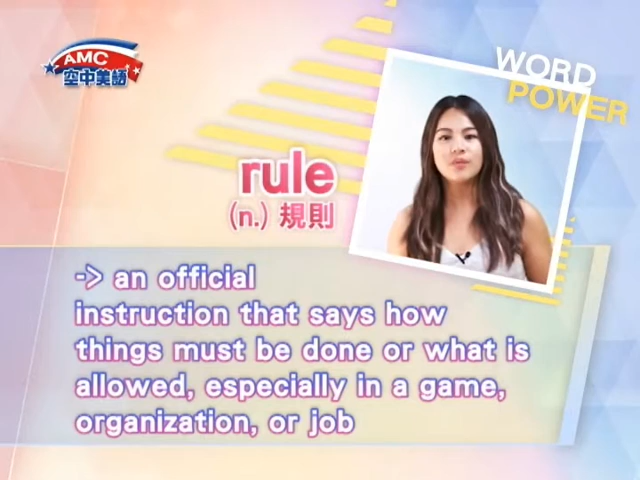 AMC
空中美語
WORD
POWER
rule
(n.) 規則
-> an official
instruction that says how
things must be done or what is
allowed, especially in a game,
organization, or job